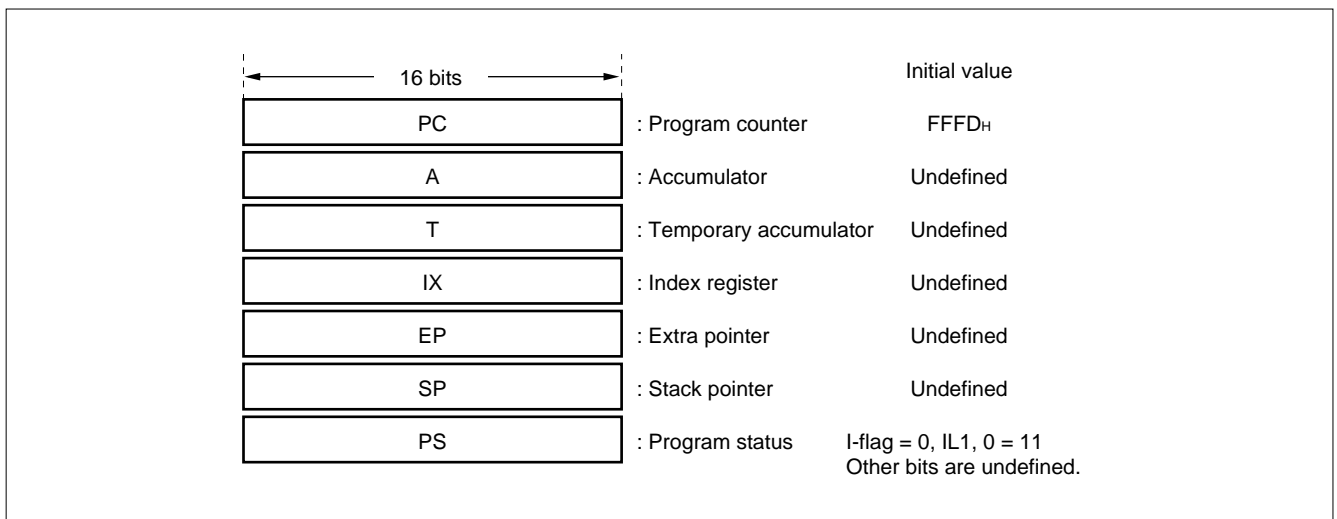 16 bits Initial value
PC : Program counter FFFDH
A : Accumulator Undefined
T : Temporary accumulator Undefined
IX : Index register Undefined
EP : Extra pointer Undefined
SP : Stack pointer Undefined
PS : Program status I-flag = 0, IL1, 0 = 11
Other bits are undefined.